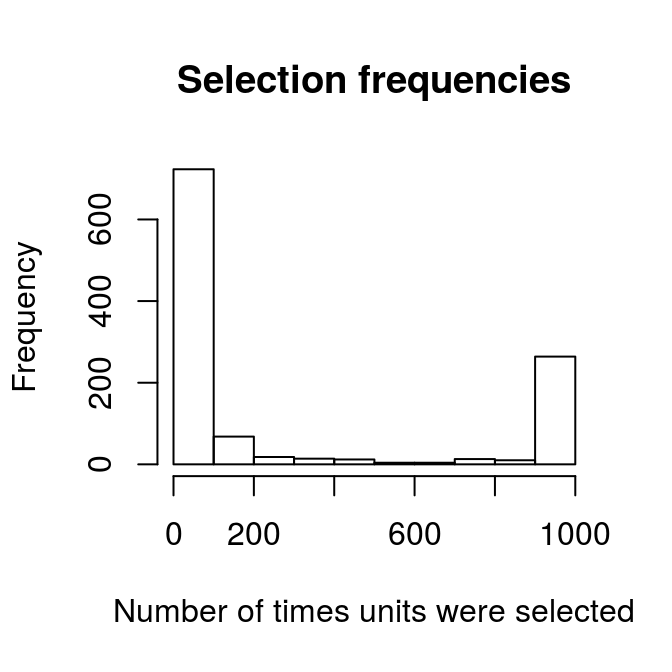 Selection frequencies
Frequency
600
400
200
0
0 200 600 1000
Number of times units were selected